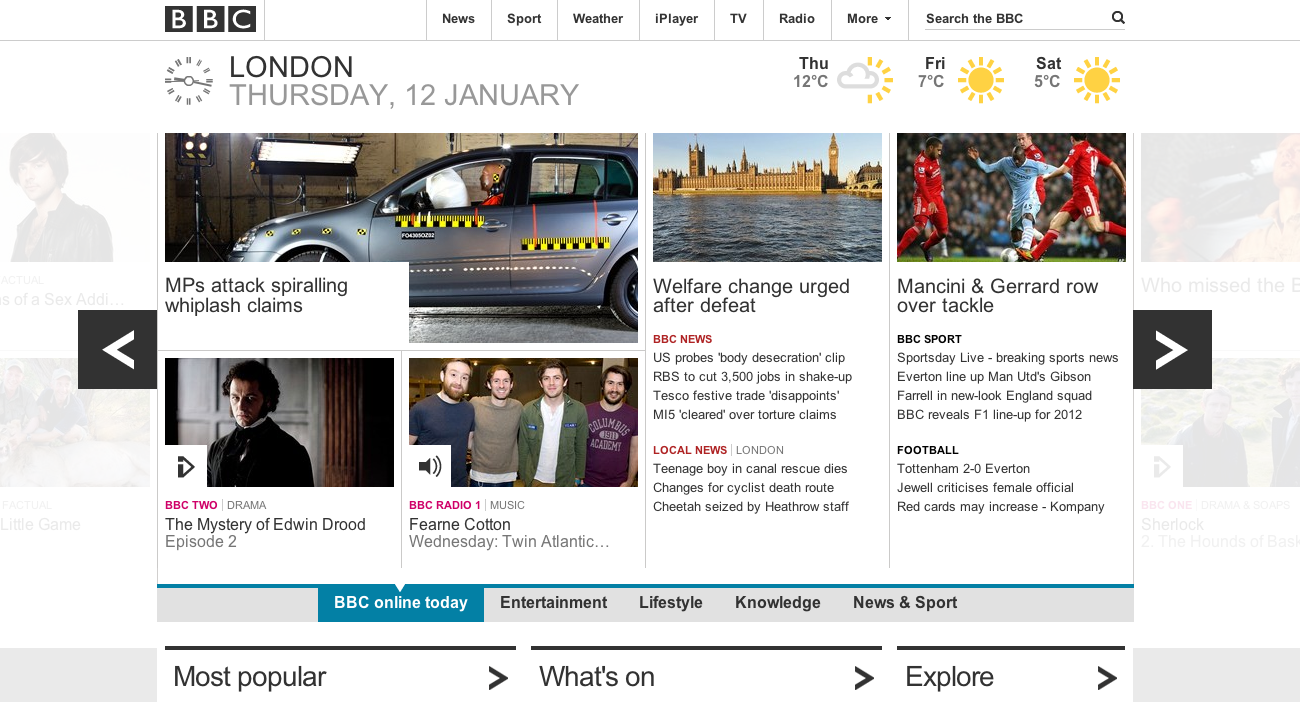 BBC
News
Sport
Weather
iPlayer
TV
Radio
More
Search the BBC
LONDON
THURSDAY, 12 JANUARY
Thu
12°C
Fri
7°C
Sat
5°C
FO430SOZ02
MPs attack spiralling
whiplash claims
BBC TWO
DRAMA
The Mystery of Edwin Drood
Episode 2
COLUMBUS
1911
ACADEMY
BBC RADIO 1
MUSIC
Fearne Cotton
Wednesday: Twin Atlantic…
Welfare change urged
after defeat
BBC NEWS
US probes 'body desecration' clip
RBS to cut 3,500 jobs in shake-up
Tesco festive trade 'disappoints'
MI5 'cleared' over torture claims
LOCAL NEWS
LONDON
Teenage boy in canal rescue dies
Changes for cyclist death route
Cheetah seized by Heathrow staff
Mancini & Gerrard row
over tackle
BBC SPORT
Sportsday Live - breaking sports news
Everton line up Man Utd's Gibson
Farrell in new-look England squad
BBC reveals F1 line-up for 2012
FOOTBALL
Tottenham 2-0 Everton
Jewell criticises female official
Red cards may increase - Kompany
ACTUAL
ns of a Sex Addi…
FACTUAL
Little Game
Who missed the B
BBC ONE
DRAMA & SOAPS
Sherlock
2. The Hounds of Bask
BBC online today
Entertainment
Lifestyle
Knowledge
News & Sport
Most popular
What's on
Explore